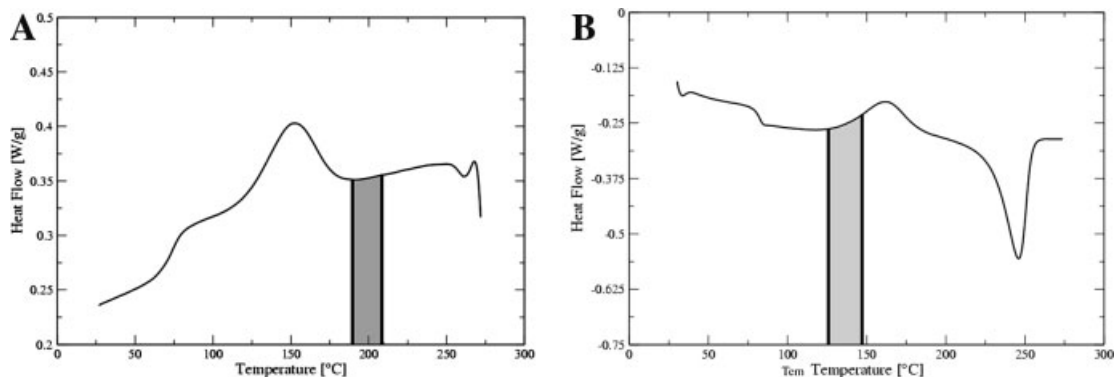 A
0.5
0.45
0.4
0.35
0.3
0.25
0.2
Heat Flow [W/g]
0 50 100 150 200 250 300
Temperature [°C]
B
0
-0.125
-0.25
-0.375
-0.5
-0.625
-0.75
Heat Flow [W/g]
0 50 100 150 200 250 300
Tem Temperature [°C]